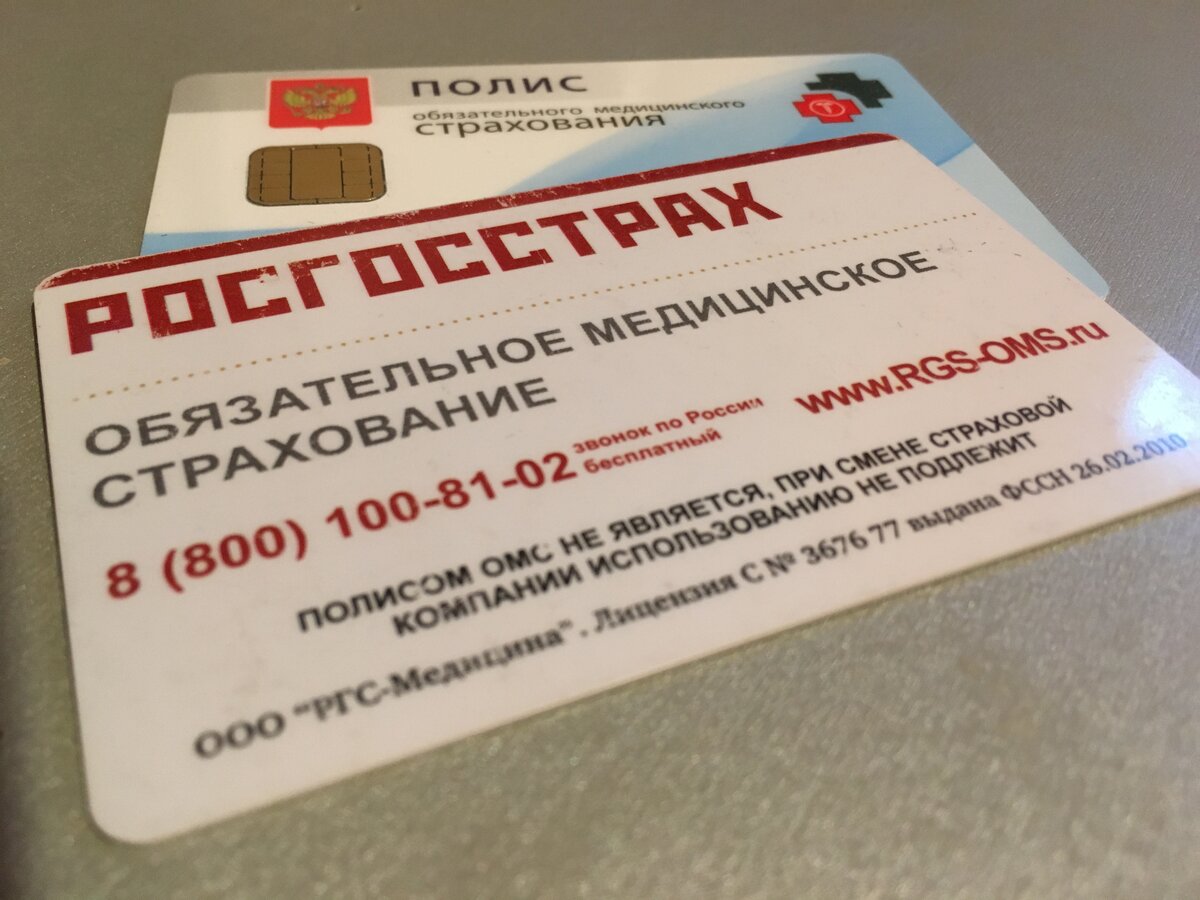 ПОЛИС
обязательного медицинского
страхования
РОСГОССТРАХ
ОБЯЗАТЕЛЬНОЕ МЕДИЦИНСКОЕ
СТРАХОВАНИЕ
8 (800) 100-81-02 звонок по России
бесплатный
www.RGS-OMS.ru
ПОЛИСОМ ОМС НЕ ЯВЛЯЕТСЯ, ПРИ СМЕНЕ СТРАХОВОЙ
КОМПАНИИ ИСПОЛЬЗОВАНИЮ НЕ ПОДЛЕЖИТ
ООО "РГС-Медицина". Лицензия С № 3676 77 выдана ФССН 26.02.2010